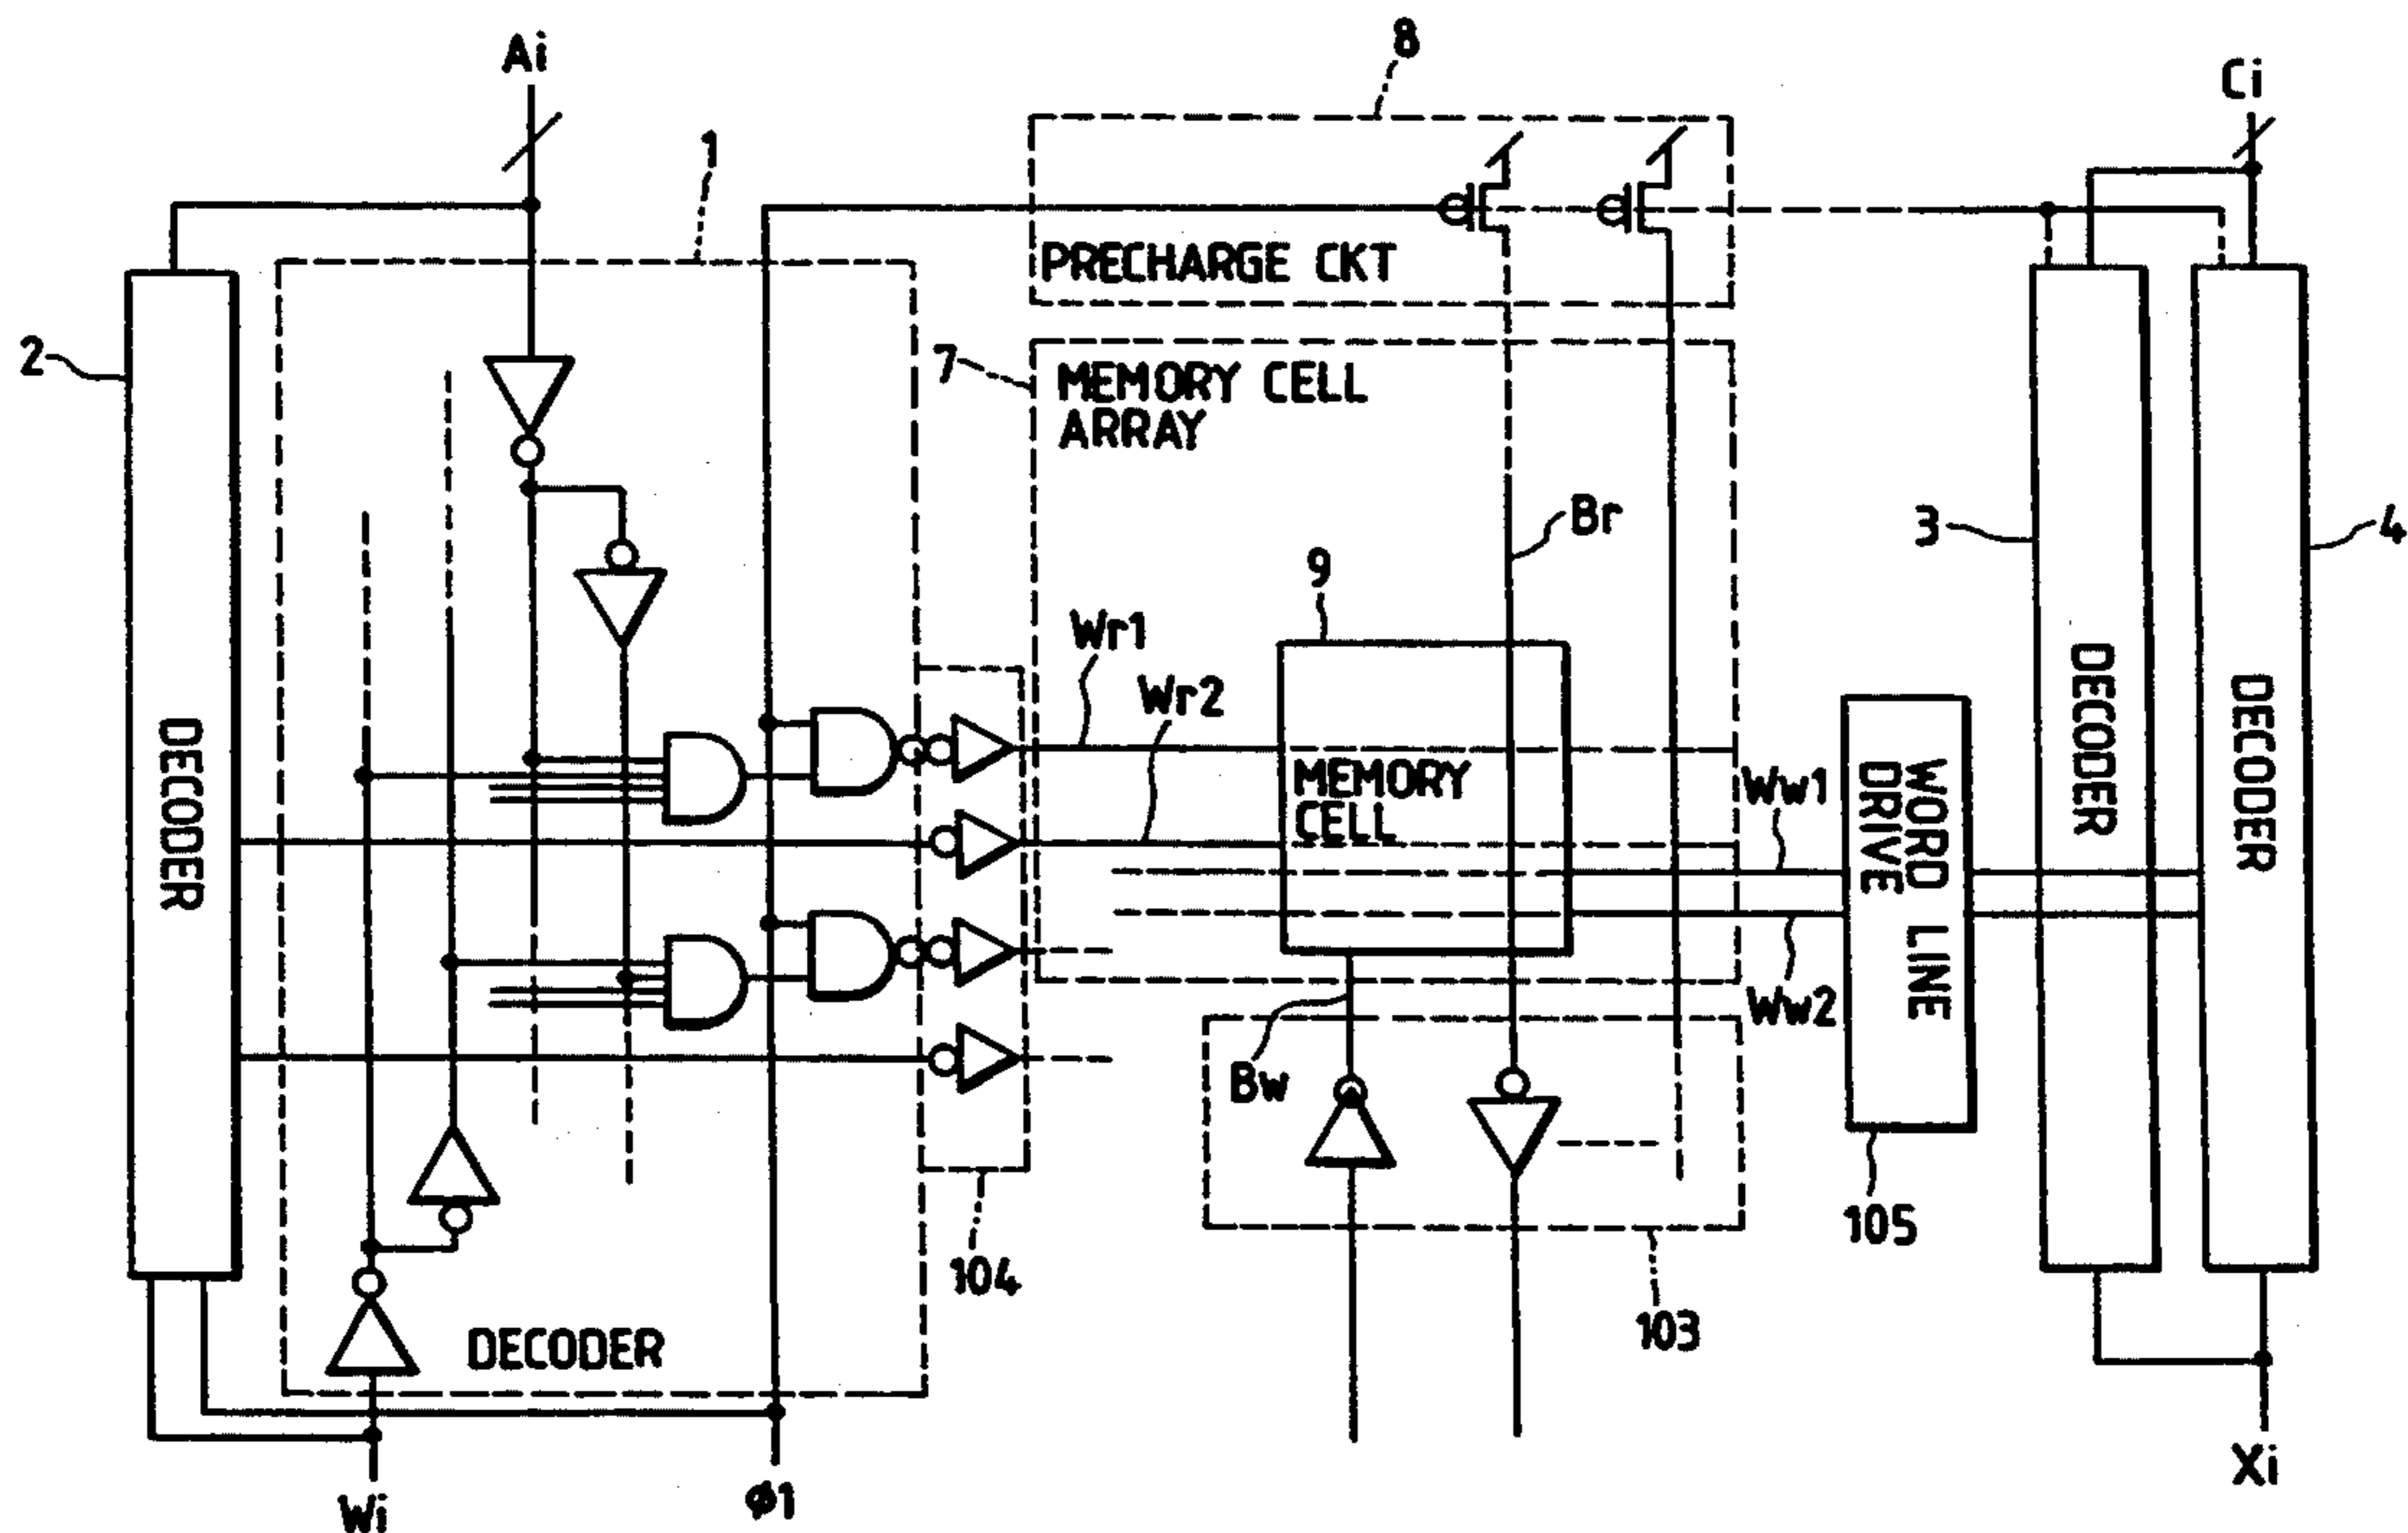 8
Ai
Ci
1
PRECHARGE CKT
2
7
MEMORY CELL
ARRAY
Br
3
4
9
Wr1
Wr2
DECODER
MEMORY
CELL
Ww1
WORD LINE
DRIVE
DECODER
DECODER
Ww2
Bw
105
104
103
DECODER
Wi
ø1
Xi